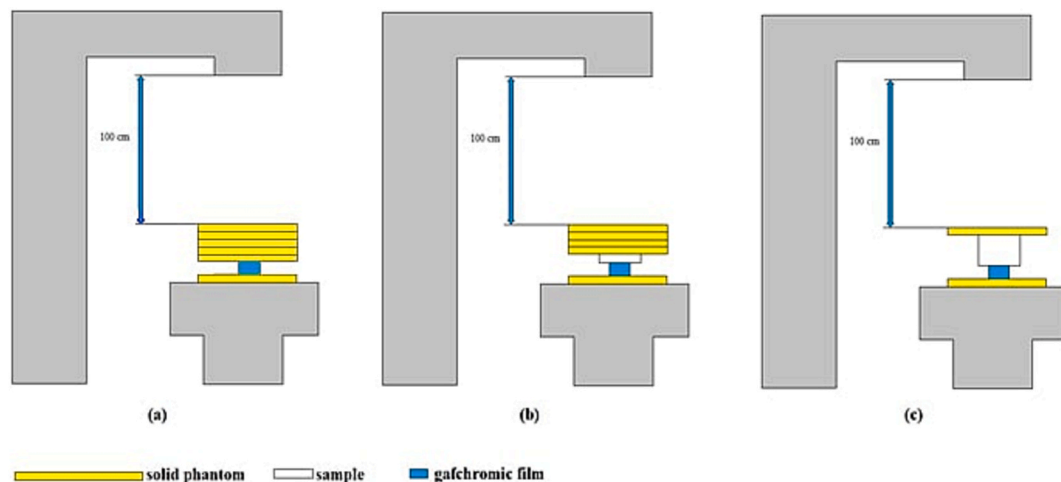 100 cm
100 cm
100 cm
(a)
(b)
(c)
solid phantom
sample
gafchromic film